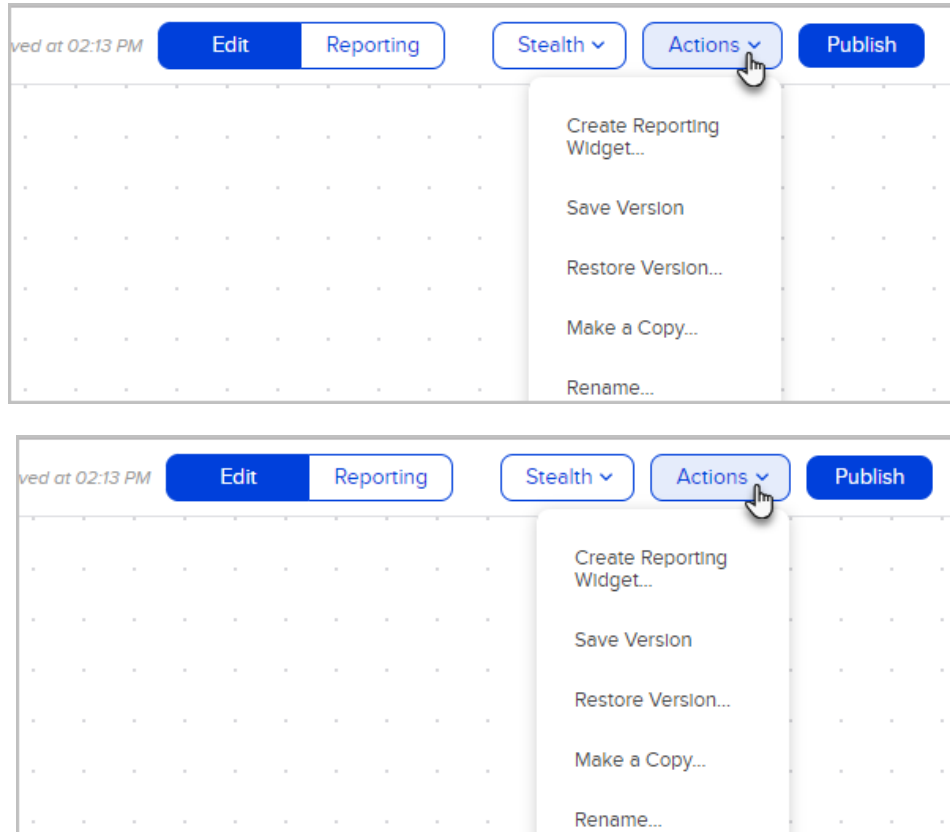 ved at 02:13 PM Edit Reporting Stealth Actions Publish
Create Reporting
Widget...
Save Version
Restore Version...
Make a Copy...
Rename...
ved at 02:13 PM Edit Reporting Stealth Actions Publish
Create Reporting
Widget...
Save Version
Restore Version...
Make a Copy...
Rename...